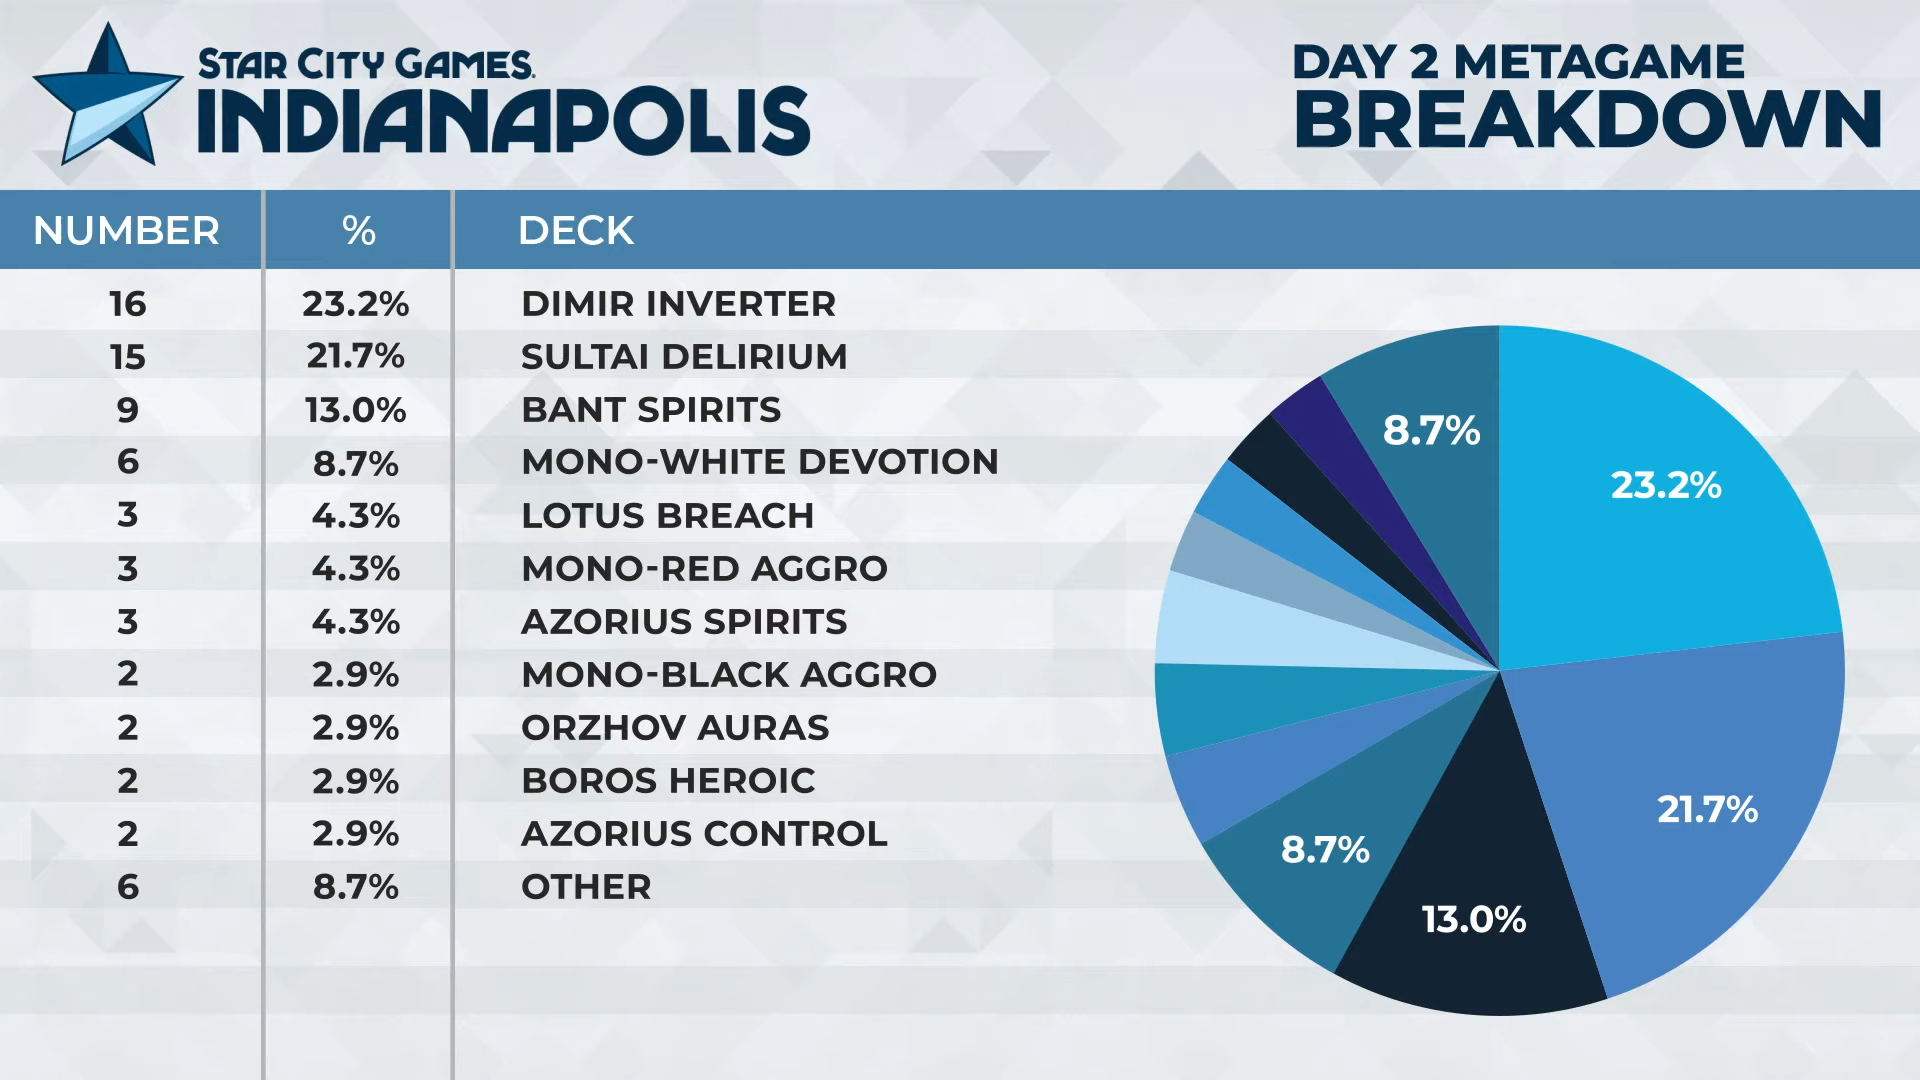 STAR CITY GAMES.
INDIANAPOLIS
DAY 2 METAGAME
BREAKDOWN
NUMBER % DECK
16 23.2% DIMIR INVERTER
15 21.7% SULTAI DELIRIUM
9 13.0% BANT SPIRITS
6 8.7% MONO-WHITE DEVOTION
3 4.3% LOTUS BREACH
3 4.3% MONO-RED AGGRO
3 4.3% AZORIUS SPIRITS
2 2.9% MONO-BLACK AGGRO
2 2.9% ORZHOV AURAS
2 2.9% BOROS HEROIC
2 2.9% AZORIUS CONTROL
6 8.7% OTHER
8.7%
23.2%
21.7%
8.7%
13.0%